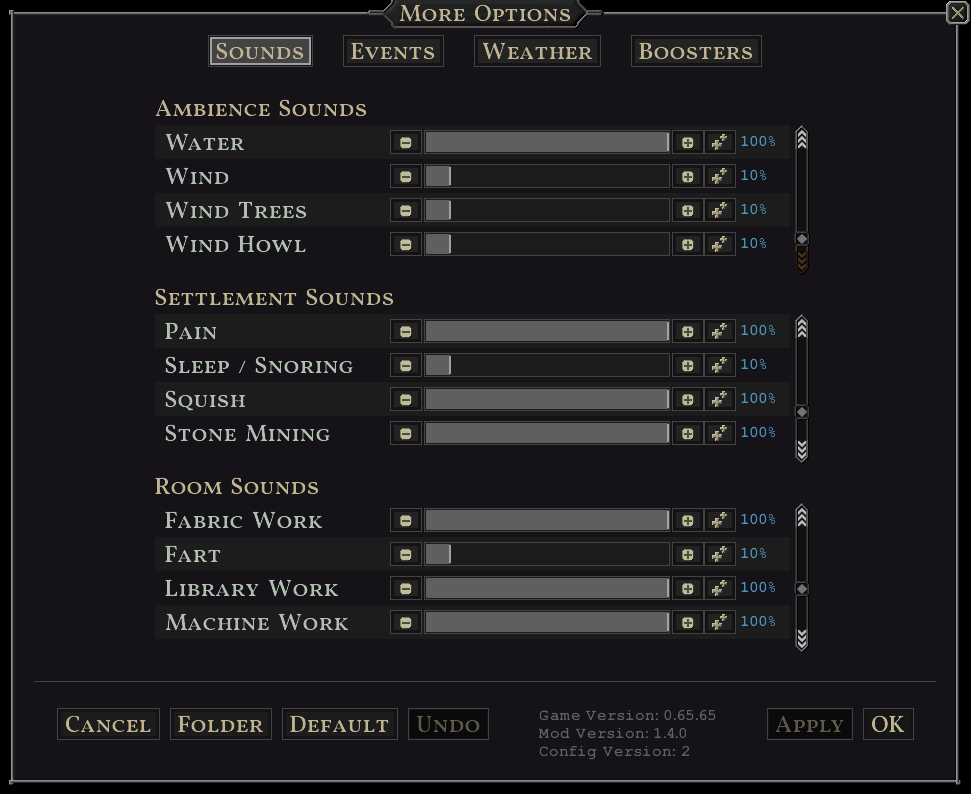 More Options
Sounds Events Weather Boosters
Ambience Sounds
Water 100%
Wind 10%
Wind Trees 10%
Wind Howl 10%
Settlement Sounds
Pain 100%
Sleep / Snoring 10%
Squish 100%
Stone Mining 100%
Room Sounds
Fabric Work 100%
Fart 10%
Library Work 100%
Machine Work 100%
Cancel Folder Default Undo
Game Version: 0.65.65
Mod Version: 1.4.0
Config Version: 2
Apply OK